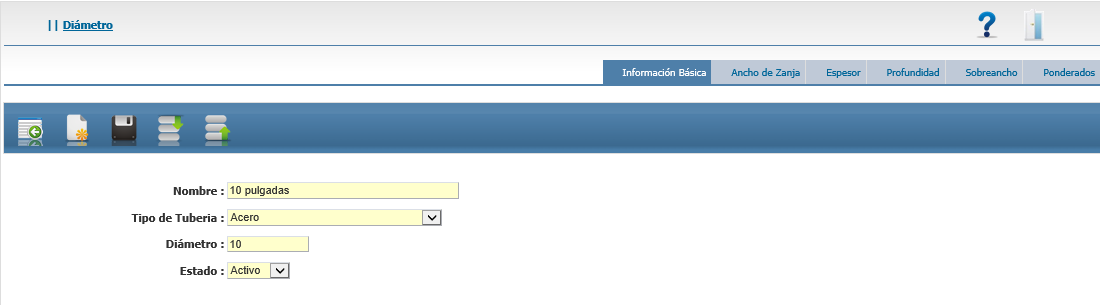 || Diámetro
Información Básica Ancho de Zanja Espesor Profundidad Sobreancho Ponderados
Nombre : 10 pulgadas
Tipo de Tuberia : Acero
Diámetro : 10
Estado : Activo